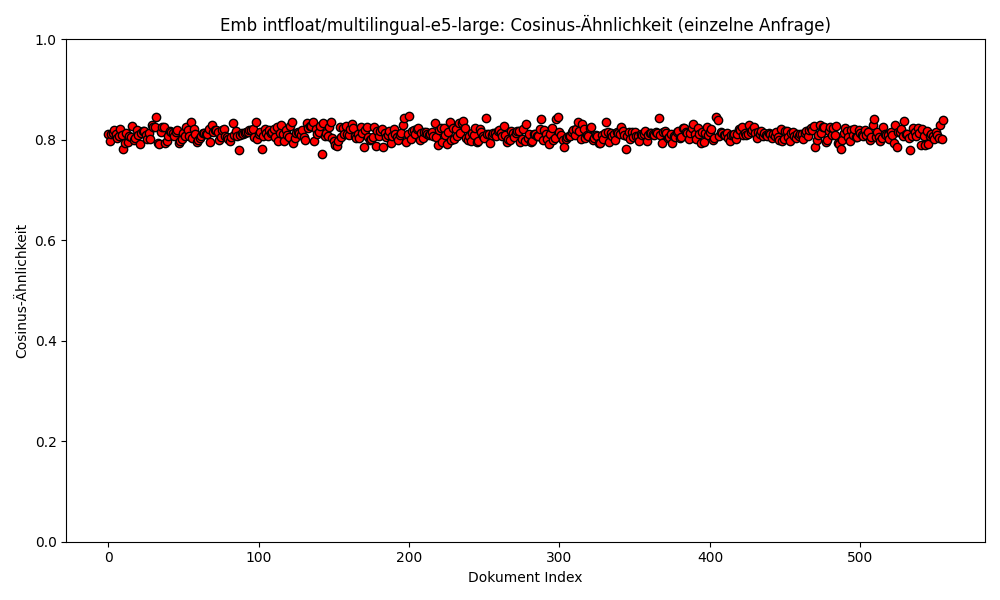 Emb intfloat/multilingual-e5-large: Cosinus-Ähnlichkeit (einzelne Anfrage)
1.0
0.8
0.6
0.4
0.2
0.0
Cosinus-Ähnlichkeit
0 100 200 300 400 500
Dokument Index